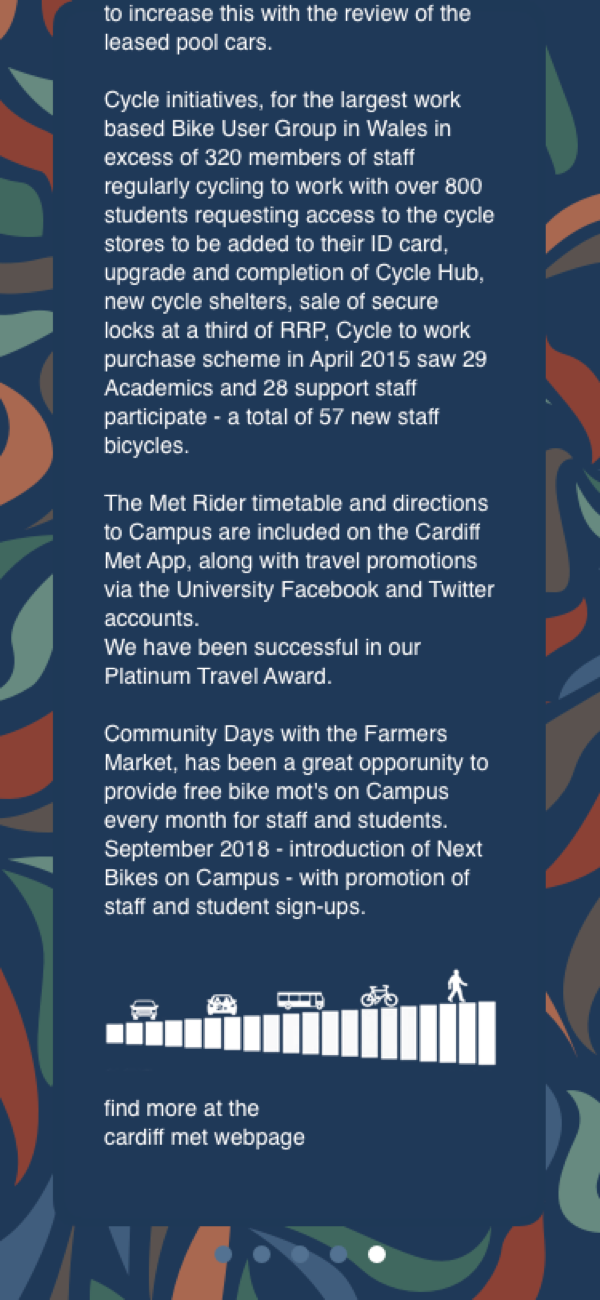 to increase this with the review of the
leased pool cars.
Cycle initiatives, for the largest work
based Bike User Group in Wales in
excess of 320 members of staff
regularly cycling to work with over 800
students requesting access to the cycle
stores to be added to their ID card,
upgrade and completion of Cycle Hub,
new cycle shelters, sale of secure
locks at a third of RRP, Cycle to work
purchase scheme in April 2015 saw 29
Academics and 28 support staff
participate - a total of 57 new staff
bicycles.
The Met Rider timetable and directions
to Campus are included on the Cardiff
Met App, along with travel promotions
via the University Facebook and Twitter
accounts.
We have been successful in our
Platinum Travel Award.
Community Days with the Farmers
Market, has been a great opporunity to
provide free bike mot's on Campus
every month for staff and students.
September 2018 - introduction of Next
Bikes on Campus - with promotion of
staff and student sign-ups.
find more at the
cardiff met webpage